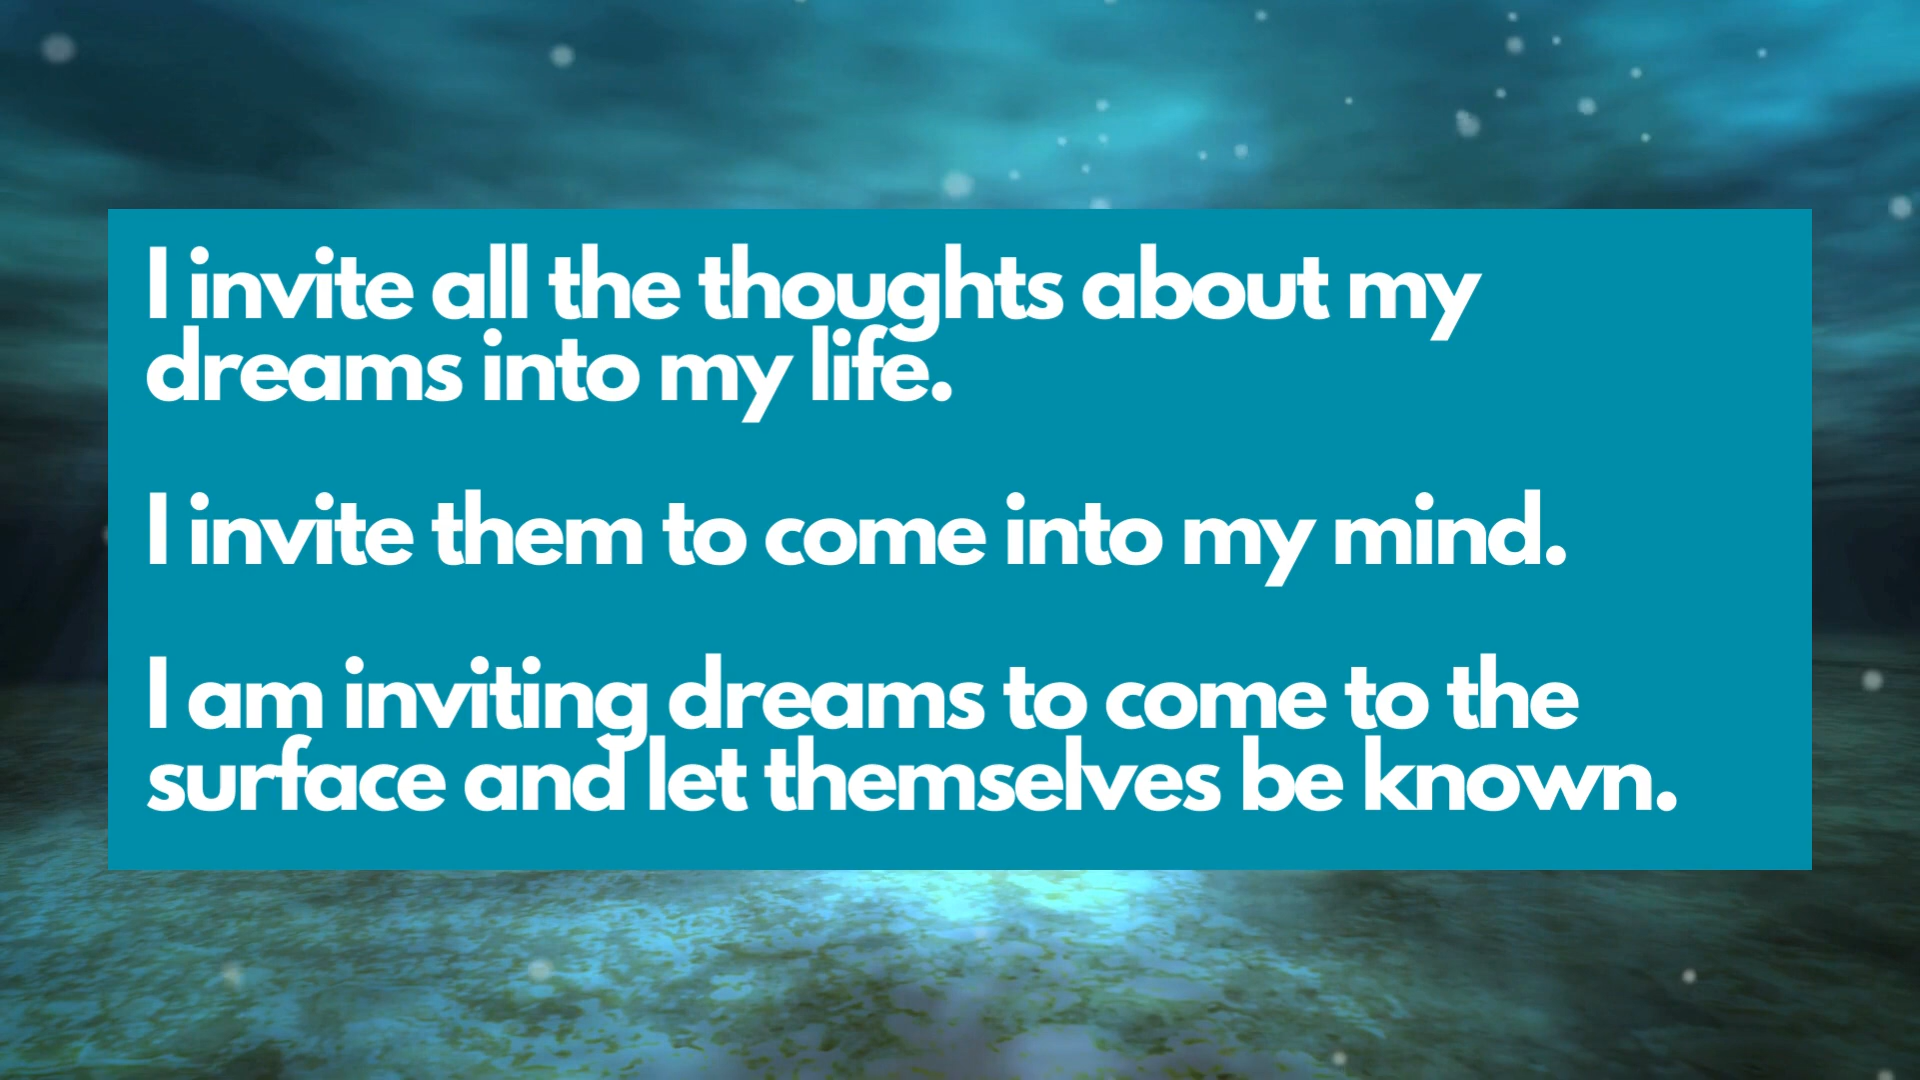 I invite all the thoughts about my
dreams into my life.
I invite them to come into my mind.
I am inviting dreams to come to the
surface and let themselves be known.